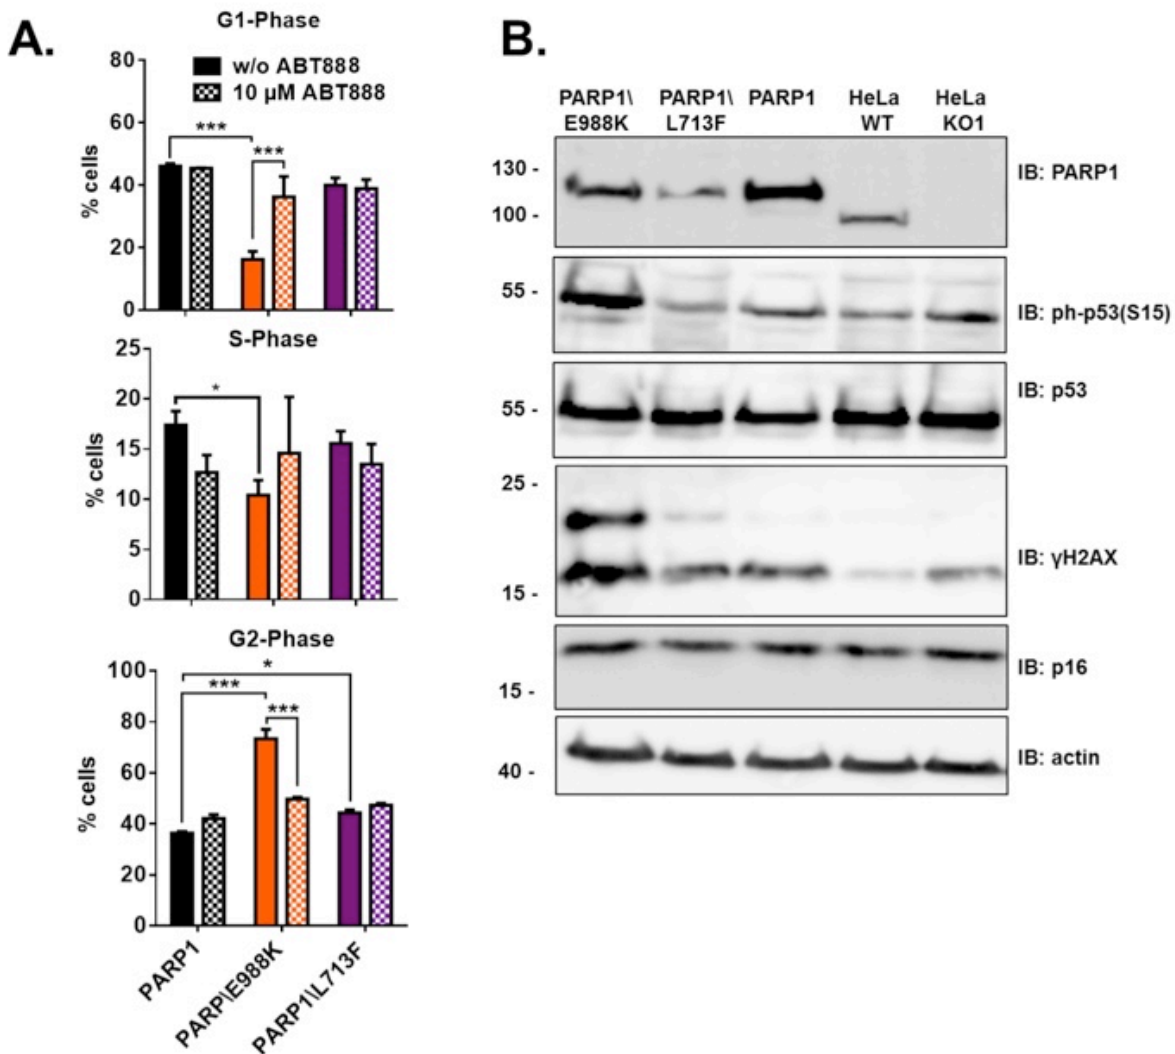 A.
G1-Phase
80
60
40
20
0
% cells
w/o ABT888
10 µM ABT888
***
***
S-Phase
25
20
15
10
5
0
% cells
*
G2-Phase
100
80
60
40
20
0
% cells
*
***
***
PARP1
PARP\E988K
PARP1\L713F
B.
PARP1\ PARP1\ PARP1 HeLa HeLa
E988K L713F WT KO1
130 -
100 -
IB: PARP1
55 -
IB: ph-p53(S15)
55 -
IB: p53
25 -
15 -
IB: γH2AX
15 -
IB: p16
40 -
IB: actin